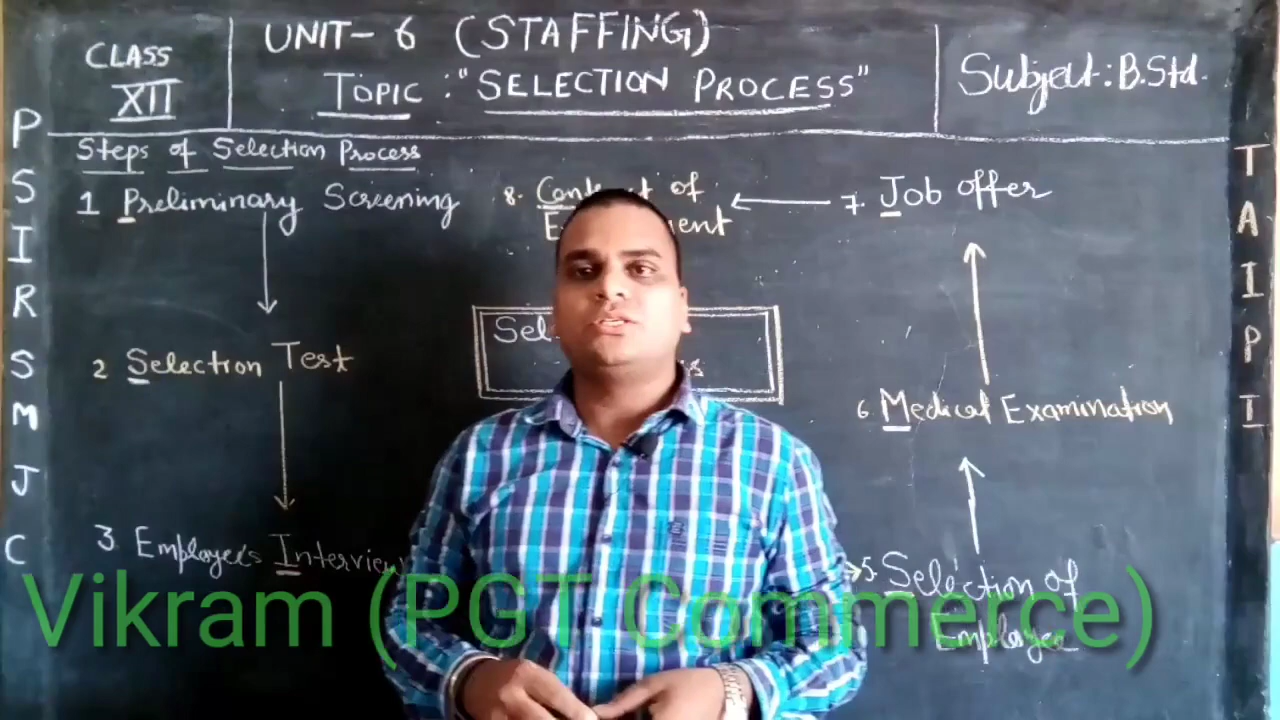 CLASS
XII
UNIT- 6 (STAFFING)
TOPIC : "SELECTION PROCESS"
Subject: B.Std.
P
S
I
R
S
M
J
C
Steps of Selection Process
1 Preliminary Screening
2 Selection Test
3. Employee's Interview
8. of
7. Job offer
6 Medical Examination
5. Selection of
Employee
T
A
I
P
I
Vikram (PGT Commerce)